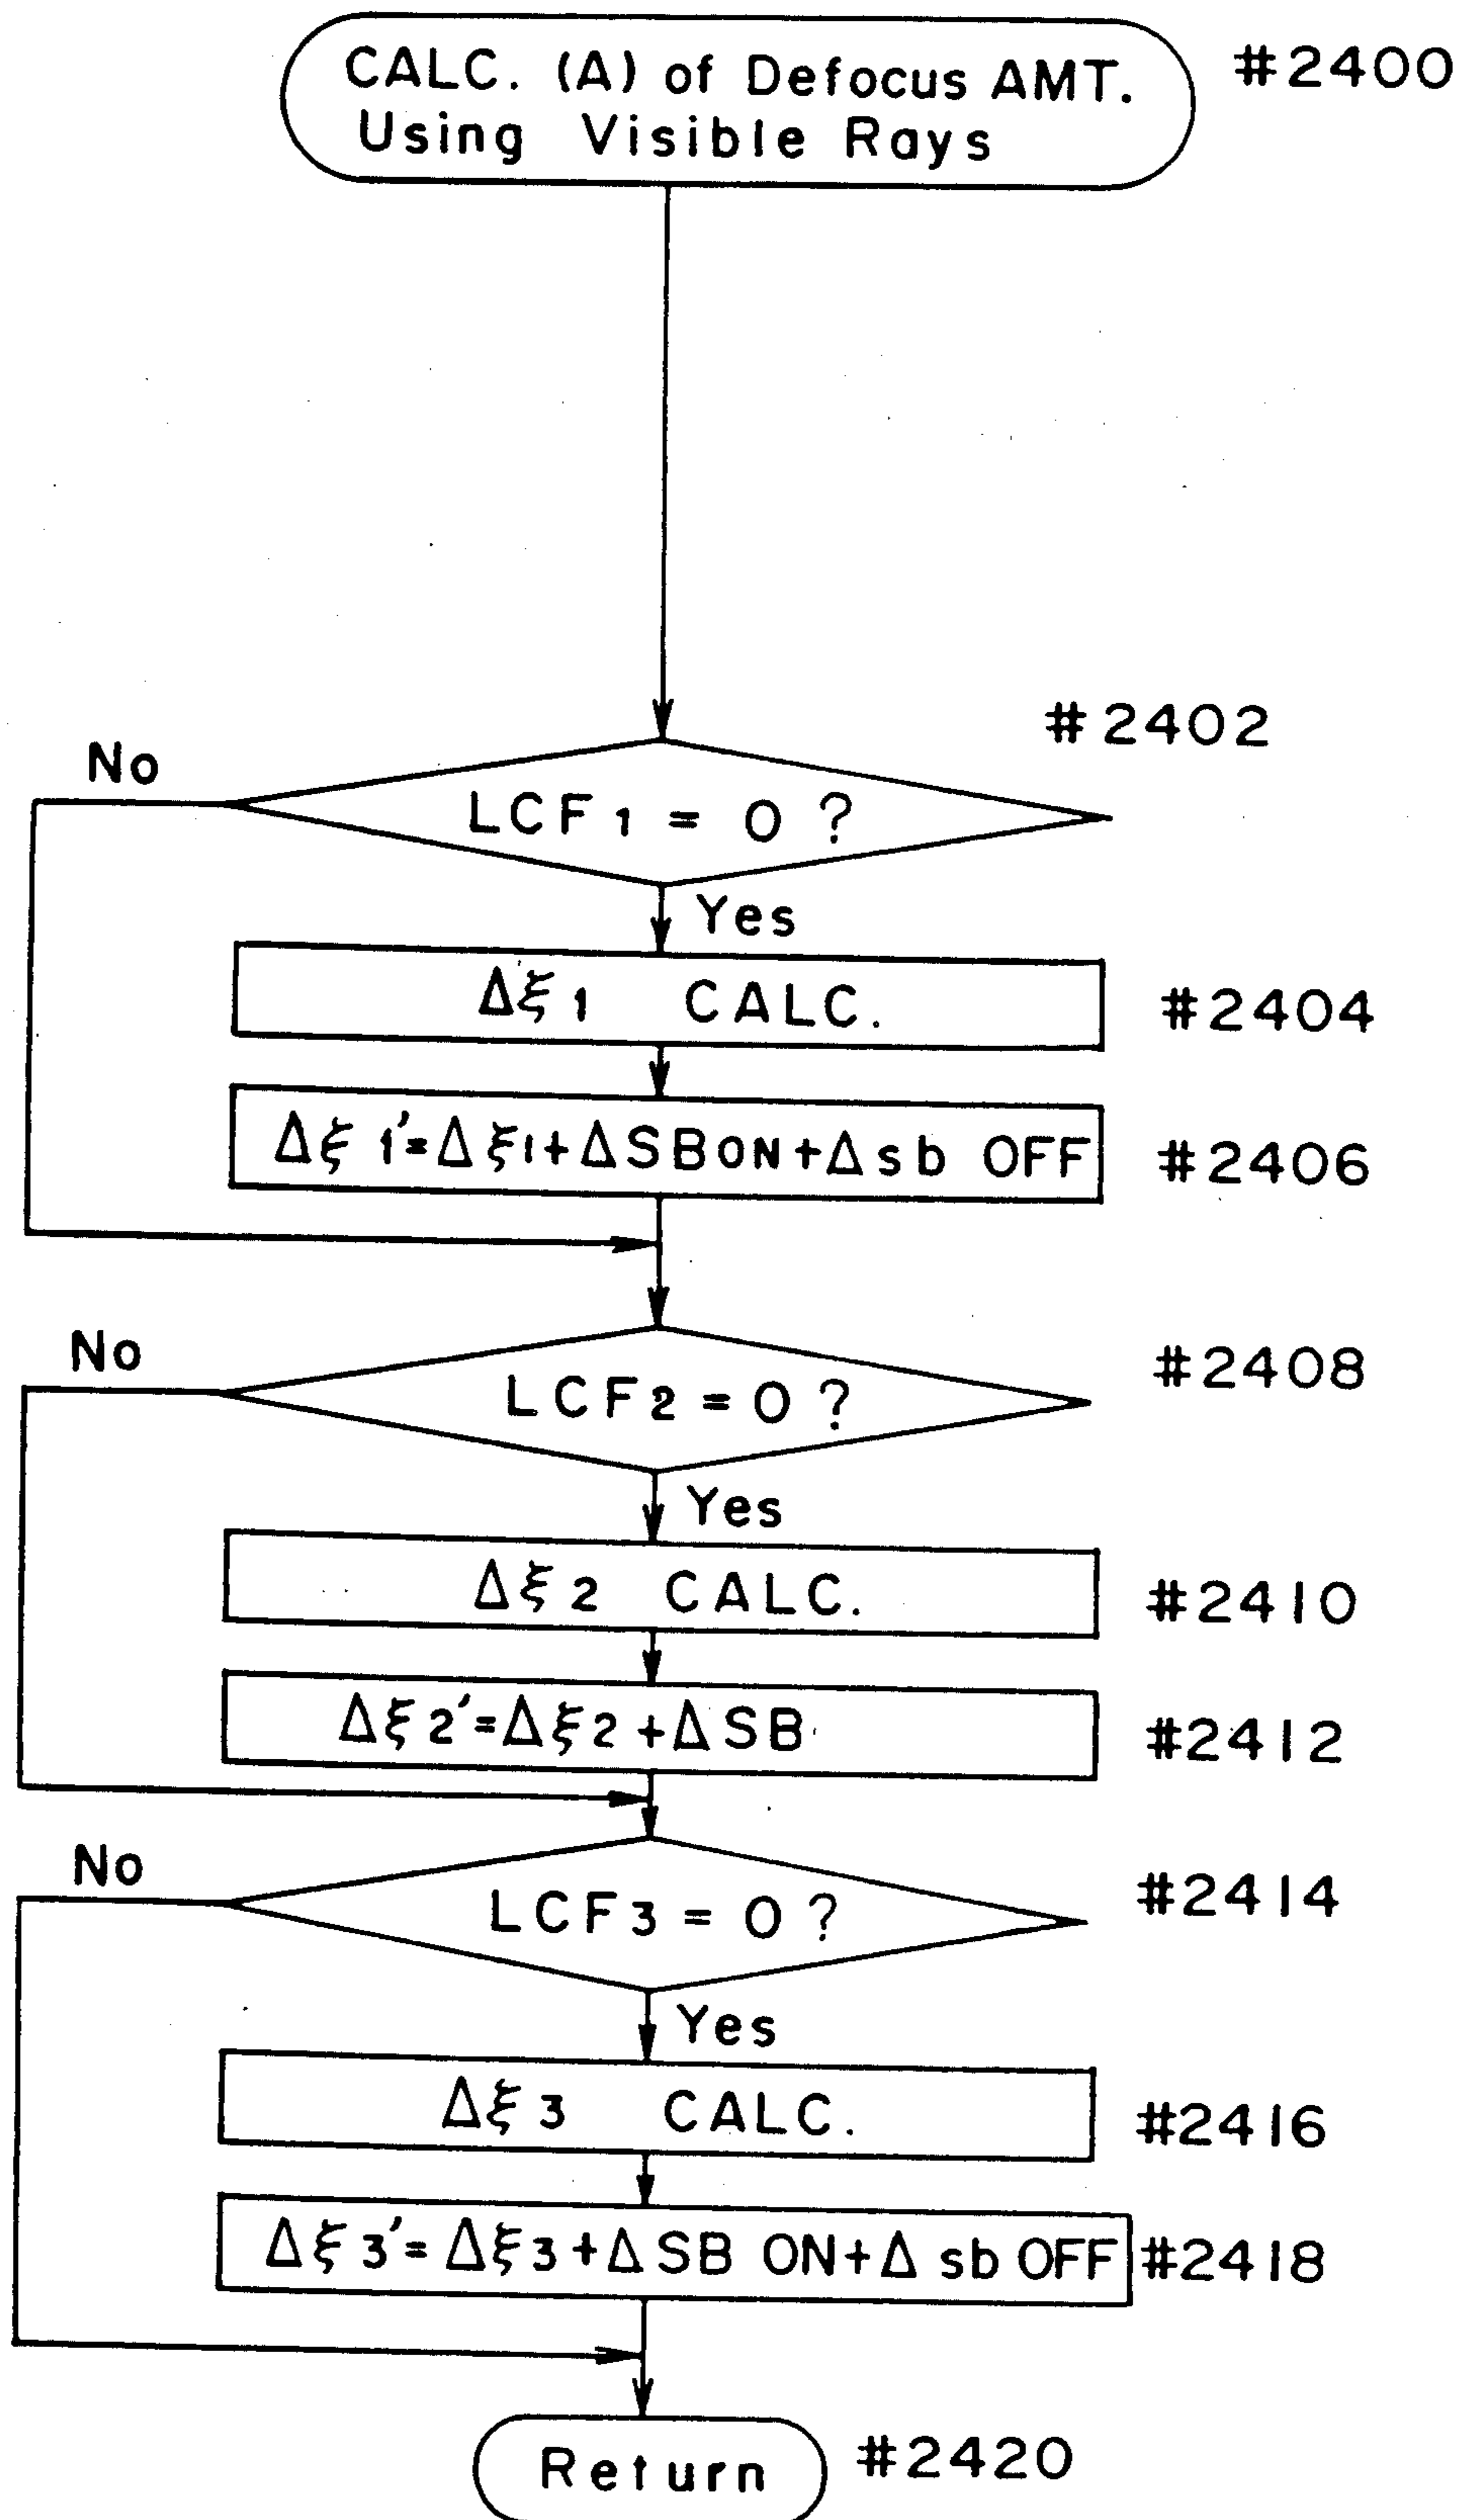 CALC. (A) of Defocus AMT.
Using Visible Rays
#2400
#2402
No
LCF1 = 0 ?
Yes
Δξ1 CALC.
#2404
Δξ1'=Δξ1+ΔSBON+Δsb OFF
#2406
No
LCF2 = 0 ?
#2408
Yes
Δξ2 CALC.
#2410
Δξ2'=Δξ2+ΔSB
#2412
No
LCF3 = 0 ?
#2414
Yes
Δξ3 CALC.
#2416
Δξ3'=Δξ3+ΔSB ON+Δsb OFF
#2418
Return
#2420